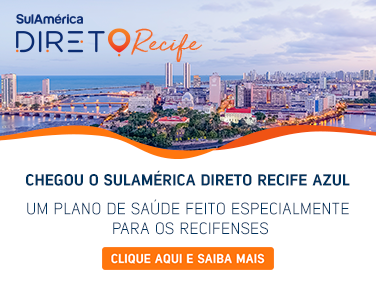 SulAmérica
DIRETO Recife
CHEGOU O SULAMÉRICA DIRETO RECIFE AZUL
UM PLANO DE SAÚDE FEITO ESPECIALMENTE
PARA OS RECIFENSES
CLIQUE AQUI E SAIBA MAIS